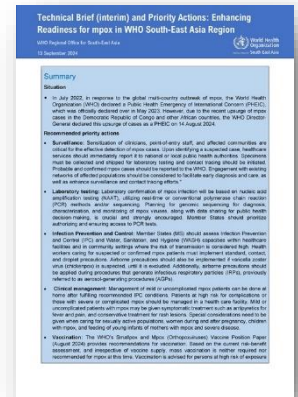 Technical Brief (interim) and Priority Actions: Enhancing
Readiness for mpox in WHO South-East Asia Region
WHO Regional Office for South-East Asia
13 September 2024
World Health
Organization
Summary
Situation
• In July 2022, in response to the global multi-country outbreak of mpox, the World Health
Organization (WHO) declared a Public Health Emergency of International Concern (PHEIC),
which was officially declared over in May 2023. However, due to the recent upsurge of mpox
cases in the Democratic Republic of Congo and other African countries, the WHO Director-
General declared this upsurge of cases as a PHEIC on 14 August 2024.
Recommended priority actions
• Surveillance: Sensitization of clinicians, point-of-entry staff, and affected communities are
critical for the effective detection of mpox cases. Upon identifying a suspected case, healthcare
services should immediately report it to national or local public health authorities. Specimens
must be collected and shipped for laboratory testing and contact tracing should be initiated.
Probable and confirmed mpox cases should be reported to the WHO. Engagement with existing
networks of affected populations should be considered to facilitate early diagnosis and care, as
well as enhance surveillance and contact tracing efforts.
• Laboratory testing: Laboratory confirmation of mpox infection will be based on nucleic acid
amplification testing (NAAT), utilizing real-time or conventional polymerase chain reaction
(PCR) methods and/or sequencing. Planning for genomic sequencing for diagnosis,
characterization, and monitoring of mpox viruses, along with data sharing for public health
decision-making, is crucial and strongly encouraged. Member States should prioritize
authorizing and ensuring access to PCR tests.
• Infection Prevention and Control: Member States (MS) should assess Infection Prevention
and Control (IPC) and Water, Sanitation, and Hygiene (WASH) capacities within healthcare
facilities and in community settings where the risk of transmission is considered high. Health
workers caring for suspected or confirmed mpox patients must implement standard, contact,
and droplet precautions. Airborne precautions should also be implemented if varicella zoster
virus (chickenpox) is suspected, until it is excluded. Additionally, airborne precautions should
be applied during procedures that generate infectious respiratory particles (IRPs), previously
referred to as aerosol-generating procedures (AGPs).
• Clinical management: Management of mild or uncomplicated mpox patients can be done at
home after fulfilling recommended IPC conditions. Patients at high risk for complications or
those with severe or complicated mpox should be managed in a health care facility. Mild or
uncomplicated patients with mpox may be given symptomatic treatment such as analgesics for
fever and pain, and conservative treatment for rash lesions. Special considerations need to be
given when caring for sexually active populations, women during and after pregnancy, children
with mpox, and feeding of young infants of mothers with mpox and severe disease.
• Vaccination: The WHO's Smallpox and Mpox (Orthopoxviruses) Vaccine Position Paper
(August 2024) provides recommendations for vaccination. Based on the current risk-benefit
assessment, and irrespective of vaccine supply, mass vaccination is neither required nor
recommended for mpox at this time. Vaccination is advised for persons at high risk of exposure